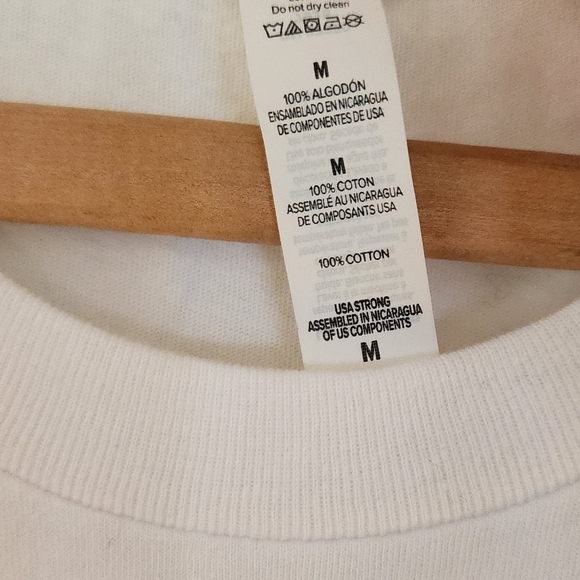 Do not dry clean
M
100% ALGODÓN
ENSAMBLADO EN NICARAGUA
DE COMPONENTES DE USA
M
100% COTON
ASSEMBLÉ AU NICARAGUA
DE COMPOSANTS USA
100% COTTON
USA STRONG
ASSEMBLED IN NICARAGUA
OF US COMPONENTS
M